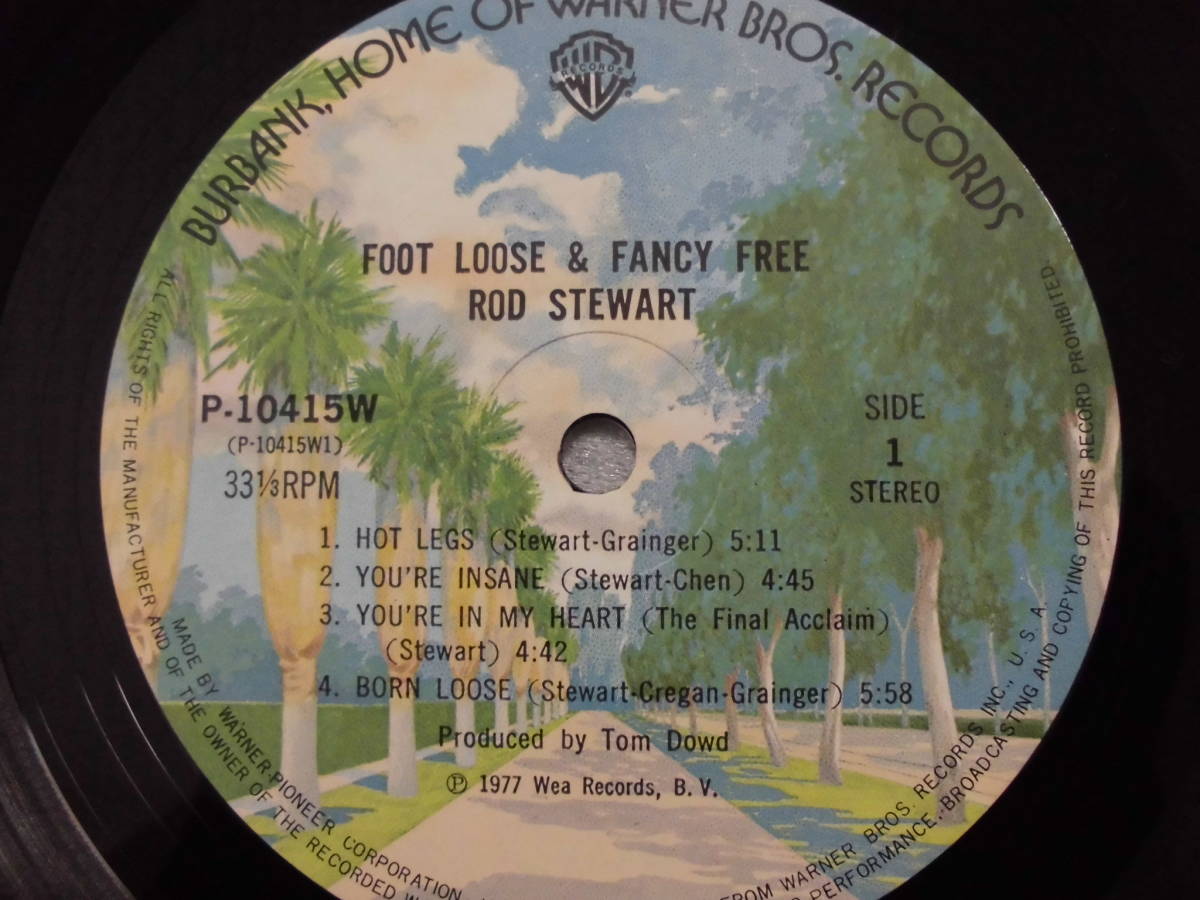 BURBANK, HOME OF WARNER BROS. RECORDS
WB
RECORDS
FOOT LOOSE & FANCY FREE
ROD STEWART
P-10415W
(P-10415W1)
33⅓RPM
SIDE
1
STEREO
1. HOT LEGS (Stewart-Grainger) 5:11
2. YOU'RE INSANE (Stewart-Chen) 4:45
3. YOU'RE IN MY HEART (The Final Acclaim)
(Stewart) 4:42
4. BORN LOOSE (Stewart-Cregan-Grainger) 5:58
Produced by Tom Dowd
Ⓟ 1977 Wea Records, B. V.
MADE BY WARNER-PIONEER CORPORATION
FROM WARNER BROS. RECORDS INC., U. S. A.
ALL RIGHTS OF THE MANUFACTURER AND OF THE OWNER OF THE RECORDED
PERFORMANCE, BROADCASTING AND COPYING OF THIS RECORD PROHIBITED.